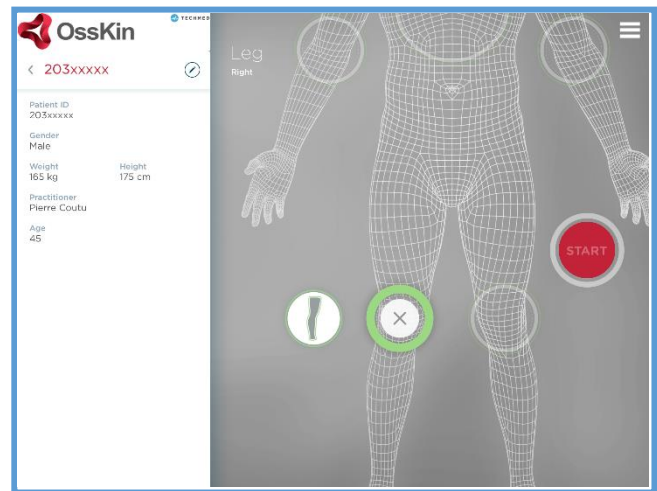 OssKin
TECHMED
203xxxxx
Patient ID
203xxxxx
Gender
Male
Weight Height
165 kg 175 cm
Practitioner
Pierre Coutu
Age
45
Leg
Right
START